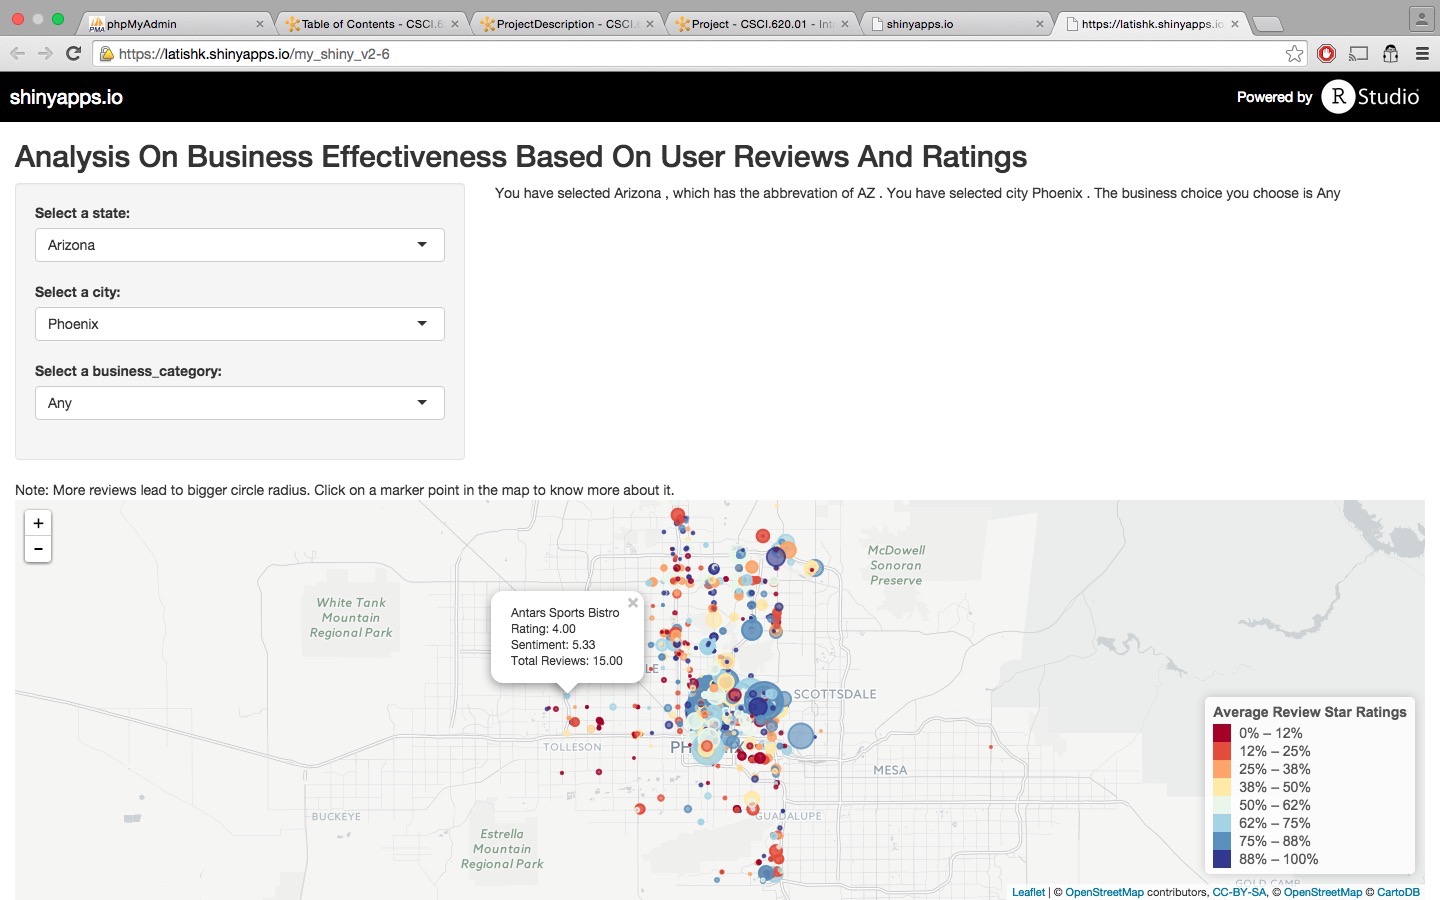 phpMyAdmin
Table of Contents - CSCI.6
ProjectDescription - CSCI.
Project - CSCI.620.01 - Int
shinyapps.io
https://latishk.shinyapps.io
https://latishk.shinyapps.io/my_shiny_v2-6
shinyapps.io
Powered by R Studio
Analysis On Business Effectiveness Based On User Reviews And Ratings
You have selected Arizona , which has the abbrevation of AZ . You have selected city Phoenix . The business choice you choose is Any
Select a state:
Arizona
Select a city:
Phoenix
Select a business_category:
Any
Note: More reviews lead to bigger circle radius. Click on a marker point in the map to know more about it.
+
-
McDowell
Sonoran
Preserve
White Tank
Mountain
Regional Park
Antars Sports Bistro
Rating: 4.00
Sentiment: 5.33
Total Reviews: 15.00
SCOTTSDALE
TOLLESON
MESA
BUCKEYE
GUADALUPE
Estrella
Mountain
Regional Park
Average Review Star Ratings
0% – 12%
12% – 25%
25% – 38%
38% – 50%
50% – 62%
62% – 75%
75% – 88%
88% – 100%
Leaflet | © OpenStreetMap contributors, CC-BY-SA, © OpenStreetMap © CartoDB